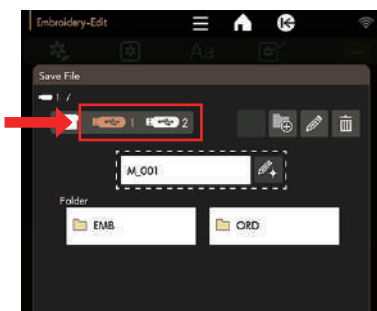 Embroidery-Edit
Aa
Save File
1 /
1 2
M_001
Folder
EMB ORD